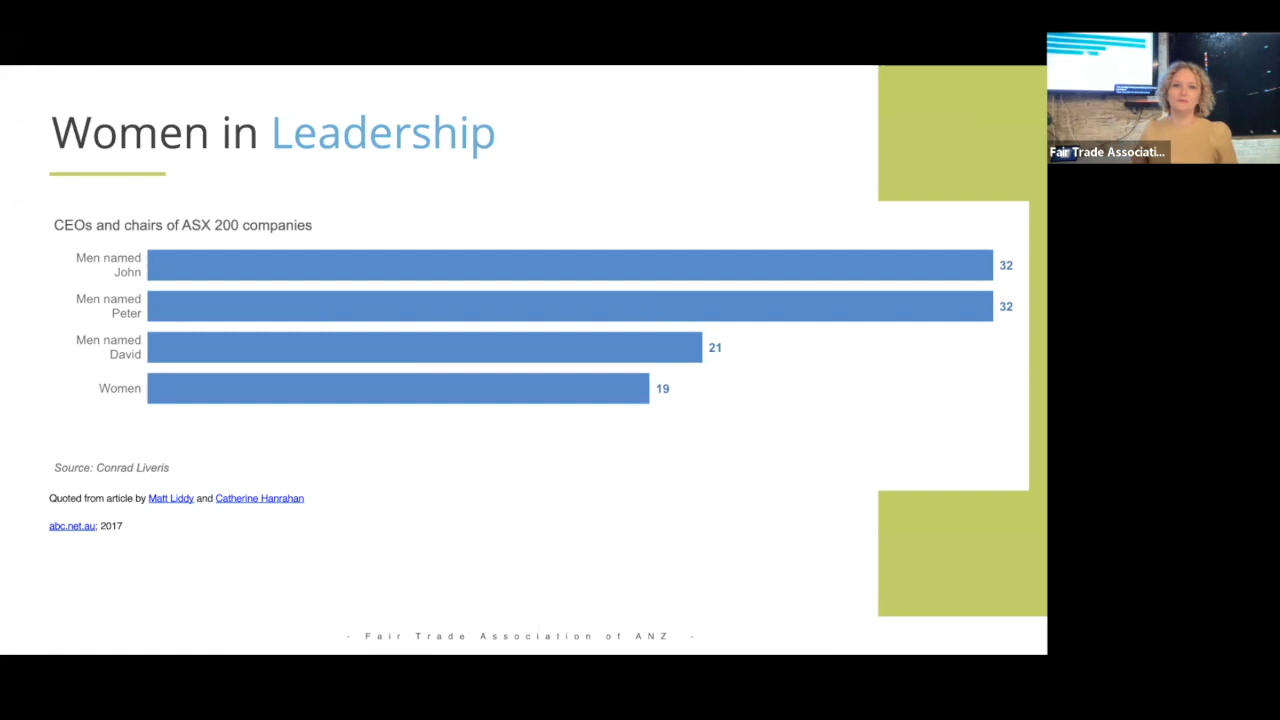 Women in Leadership
Fair Trade Associati...
CEOs and chairs of ASX 200 companies
Men named
John
32
Men named
Peter
32
Men named
David
21
Women
19
Source: Conrad Liveris
Quoted from article by Matt Liddy and Catherine Hanrahan
abc.net.au; 2017
- Fair Trade Association of ANZ -